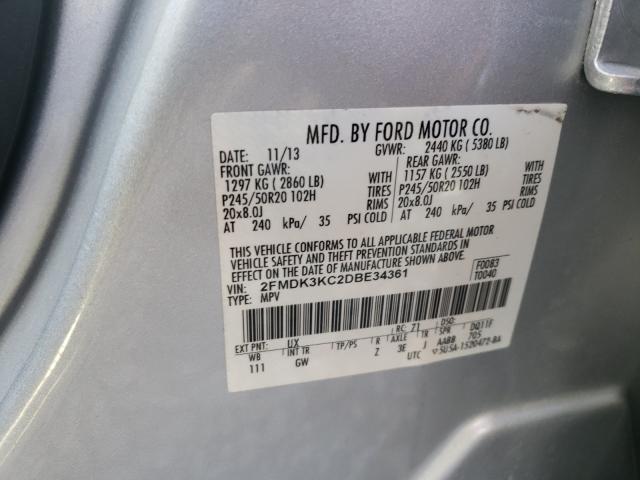 MFD. BY FORD MOTOR CO.
DATE: 11/13 GVWR: 2440 KG ( 5380 LB)
FRONT GAWR: REAR GAWR:
1297 KG ( 2860 LB) WITH 1157 KG ( 2550 LB) WITH
P245/50R20 102H TIRES P245/50R20 102H TIRES
20x8.0J RIMS 20x8.0J RIMS
AT 240 kPa/ 35 PSI COLD AT 240 kPa/ 35 PSI COLD
THIS VEHICLE CONFORMS TO ALL APPLICABLE FEDERAL MOTOR
VEHICLE SAFETY AND THEFT PREVENTION STANDARDS IN
EFFECT ON THE DATE OF MANUFACTURE SHOWN ABOVE.
VIN: 2FMDK3KC2DBE34361 F0083
TYPE: MPV T0040
EXT PNT: UX RC: 71 DSO:
WB INT TR TP/PS R AXLE TR SPR DQ11F
111 GW Z 3E J AABB 705
UTC